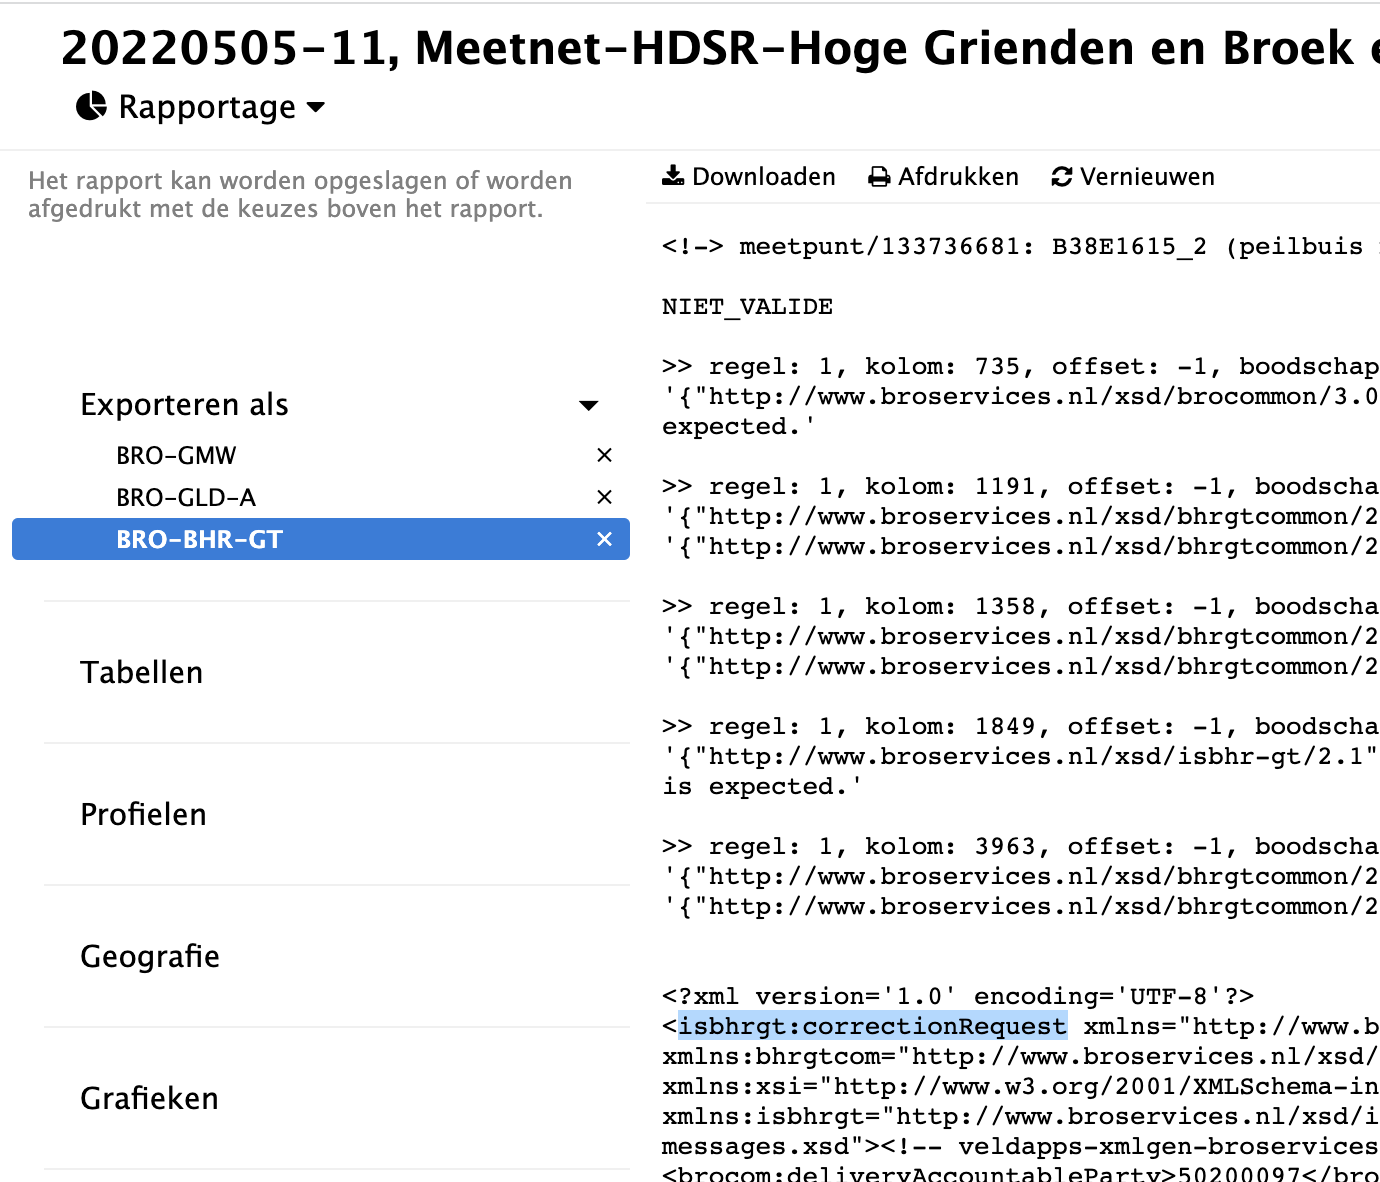 20220505-11, Meetnet-HDSR-Hoge Grienden en Broek
Rapportage
Het rapport kan worden opgeslagen of worden
afgedrukt met de keuzes boven het rapport.
Exporteren als
BRO-GMW ×
BRO-GLD-A ×
BRO-BHR-GT ×
Tabellen
Profielen
Geografie
Grafieken
Downloaden Afdrukken Vernieuwen
<!-> meetpunt/133736681: B38E1615_2 (peilbuis
NIET_VALIDE
>> regel: 1, kolom: 735, offset: -1, boodschap
'{"http://www.broservices.nl/xsd/brocommon/3.0
expected.'
>> regel: 1, kolom: 1191, offset: -1, boodscha
'{"http://www.broservices.nl/xsd/bhrgtcommon/2
'{"http://www.broservices.nl/xsd/bhrgtcommon/2
>> regel: 1, kolom: 1358, offset: -1, boodscha
'{"http://www.broservices.nl/xsd/bhrgtcommon/2
'{"http://www.broservices.nl/xsd/bhrgtcommon/2
>> regel: 1, kolom: 1849, offset: -1, boodscha
'{"http://www.broservices.nl/xsd/isbhr-gt/2.1"
is expected.'
>> regel: 1, kolom: 3963, offset: -1, boodscha
'{"http://www.broservices.nl/xsd/bhrgtcommon/2
'{"http://www.broservices.nl/xsd/bhrgtcommon/2
<?xml version='1.0' encoding='UTF-8'?>
<isbhrgt:correctionRequest xmlns="http://www.b
xmlns:bhrgtcom="http://www.broservices.nl/xsd/
xmlns:xsi="http://www.w3.org/2001/XMLSchema-in
xmlns:isbhrgt="http://www.broservices.nl/xsd/i
messages.xsd"><!-- veldapps-xmlgen-broservices
<brocom:deliveryAccountableParty>50200097</bro